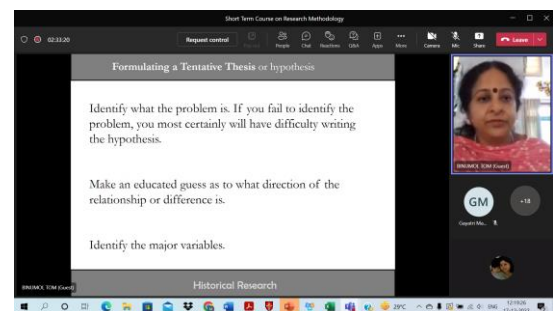 Short Term Course on Research Methodology
02:33:20
Request control
People
Chat
Reactions
Q&A
Apps
More
Camera
Mic
Share
Leave
Formulating a Tentative Thesis or hypothesis
Identify what the problem is. If you fail to identify the
problem, you most certainly will have difficulty writing
the hypothesis.
Make an educated guess as to what direction of the
relationship or difference is.
Identify the major variables.
Historical Research
BINUMOL TOM (Guest)
BINUMOL TOM (Guest)
GM
+18
29°C
ENG